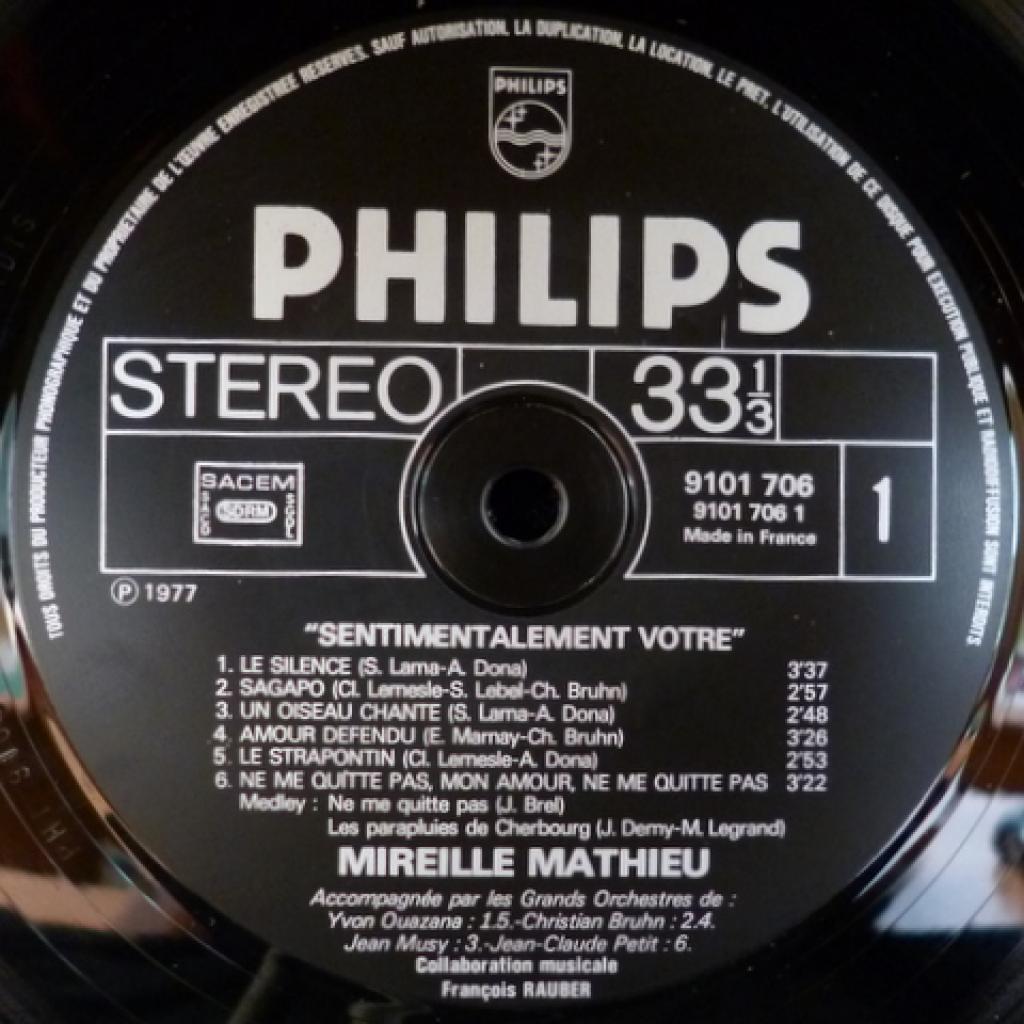 TOUS DROITS DU PRODUCTEUR PHONOGRAPHIQUE ET DU PROPRIETAIRE DE L'ŒUVRE ENREGISTREE RESERVES. SAUF AUTORISATION, LA DUPLICATION, LA LOCATION, LE PRET, L'UTILISATION DE CE DISQUE POUR EXECUTION PUBLIQUE ET RADIODIFFUSION SONT INTERDITS
PHILIPS
PHILIPS
STEREO
33 1/3
SACEM
SACD
SDRM
SGDL
9101 706
9101 706 1
Made in France
1
Ⓟ 1977
"SENTIMENTALEMENT VOTRE"
1. LE SILENCE (S. Lama-A. Dona) 3'37
2. SAGAPO (Cl. Lemesle-S. Lebel-Ch. Bruhn) 2'57
3. UN OISEAU CHANTE (S. Lama-A. Dona) 2'48
4. AMOUR DEFENDU (E. Marnay-Ch. Bruhn) 3'26
5. LE STRAPONTIN (Cl. Lemesle-A. Dona) 2'53
6. NE ME QUITTE PAS, MON AMOUR, NE ME QUITTE PAS 3'22
Medley : Ne me quitte pas (J. Brel)
Les parapluies de Cherbourg (J. Demy-M. Legrand)
MIREILLE MATHIEU
Accompagnée par les Grands Orchestres de :
Yvon Ouazana : 1.5.-Christian Bruhn : 2.4.
Jean Musy : 3.-Jean-Claude Petit : 6.
Collaboration musicale
François RAUBER